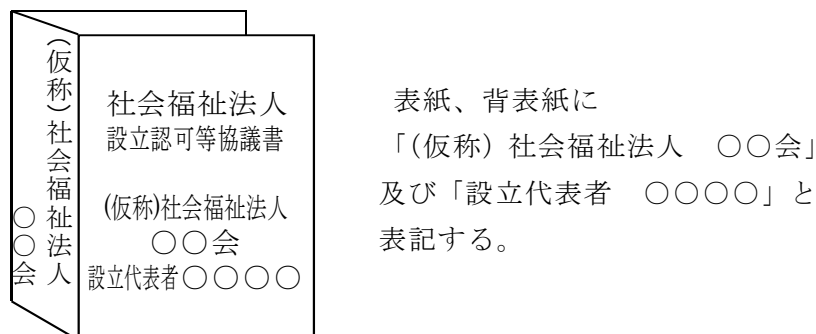 (仮称)社会福祉法人
○○会
社会福祉法人
設立認可等協議書
(仮称)社会福祉法人
○○会
設立代表者○○○○
表紙、背表紙に
「(仮称) 社会福祉法人　○○会」
及び「設立代表者　○○○○」と
表記する。